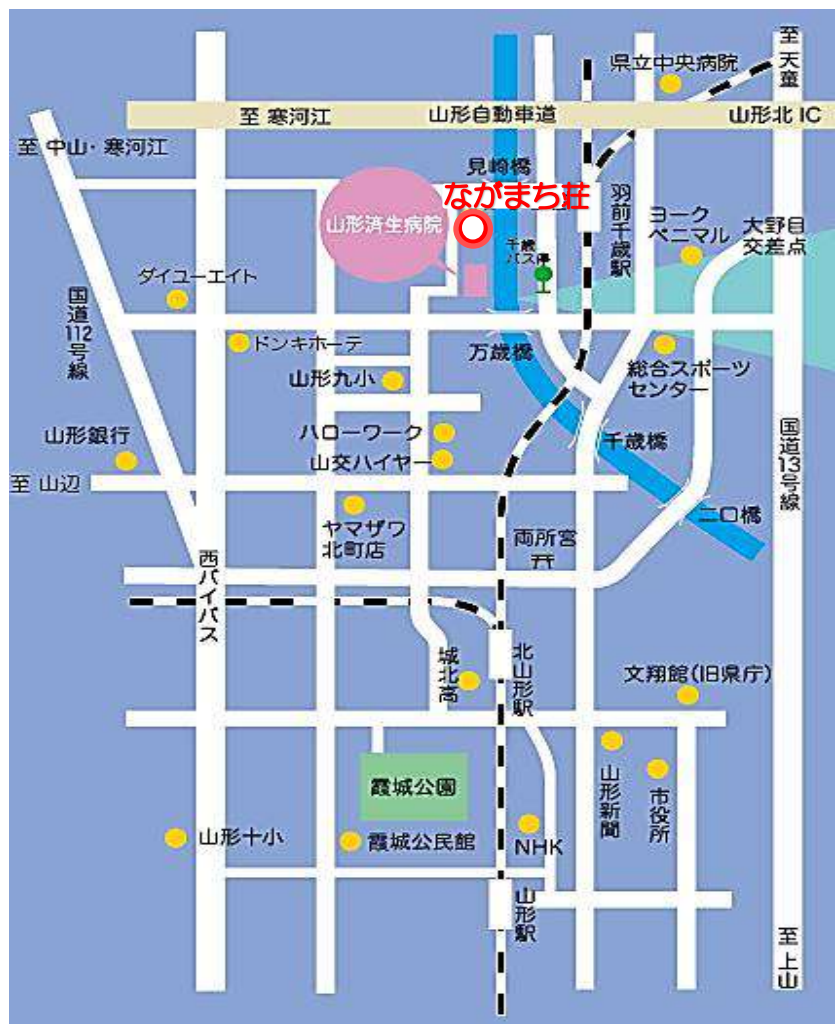 至
天童
県立中央病院
至 寒河江
山形自動車道
山形北 IC
至 中山・寒河江
見崎橋
ながまち荘
山形済生病院
千歳
バス停
羽前千歳駅
ヨーク
ベニマル
大野目
交差点
ダイユーエイト
国道112号線
ドンキホーテ
万歳橋
総合スポーツ
センター
山形九小
ハローワーク
山交ハイヤー
山形銀行
千歳橋
国道13号線
至 山辺
ヤマザワ
北町店
両所宮
二口橋
西バイパス
城北高
北山形駅
文翔館(旧県庁)
霞城公園
山形新聞
市役所
山形十小
霞城公民館
NHK
山形駅
至
上山